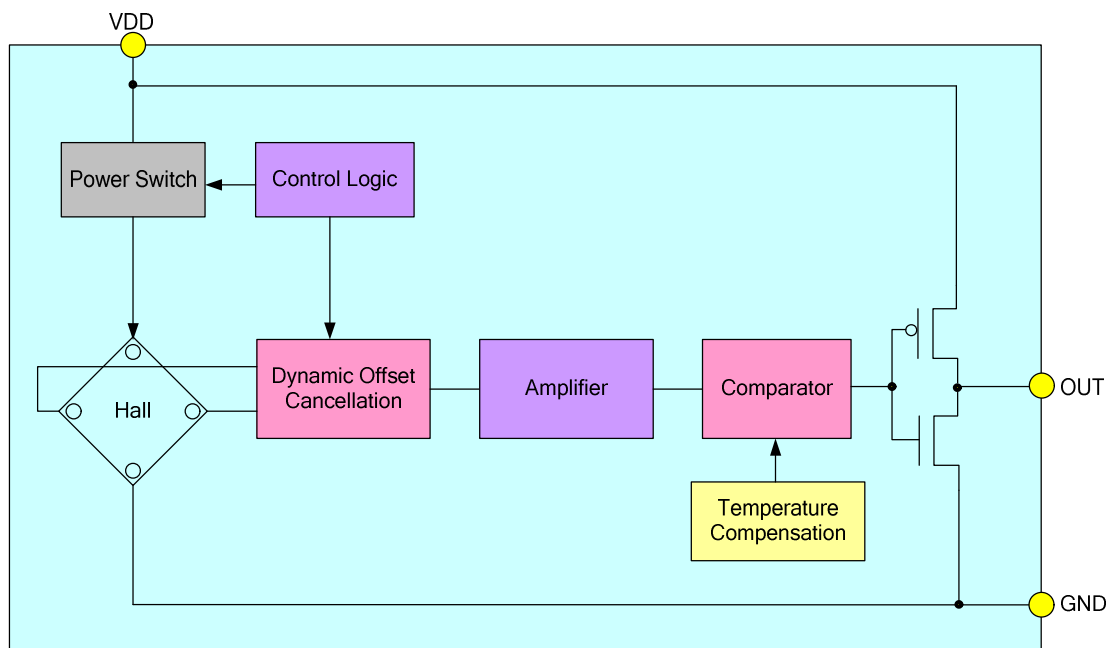 VDD
Power Switch
Control Logic
Hall
Dynamic Offset
Cancellation
Amplifier
Comparator
OUT
Temperature
Compensation
GND